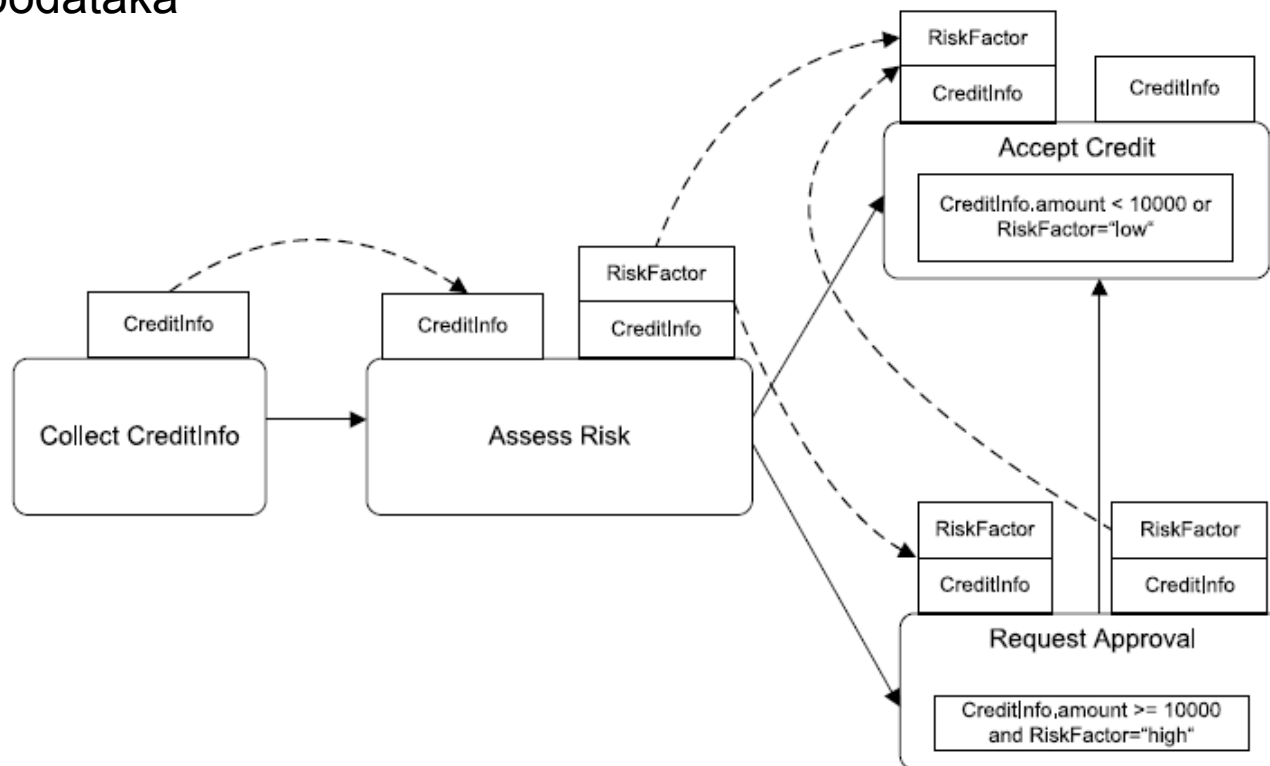 podataka
RiskFactor
CreditInfo
CreditInfo
Accept Credit
CreditInfo.amount < 10000 or
RiskFactor=“low“
RiskFactor
CreditInfo
CreditInfo
CreditInfo
Collect CreditInfo
Assess Risk
RiskFactor
CreditInfo
RiskFactor
CreditInfo
Request Approval
CreditInfo.amount >= 10000
and RiskFactor=“high“